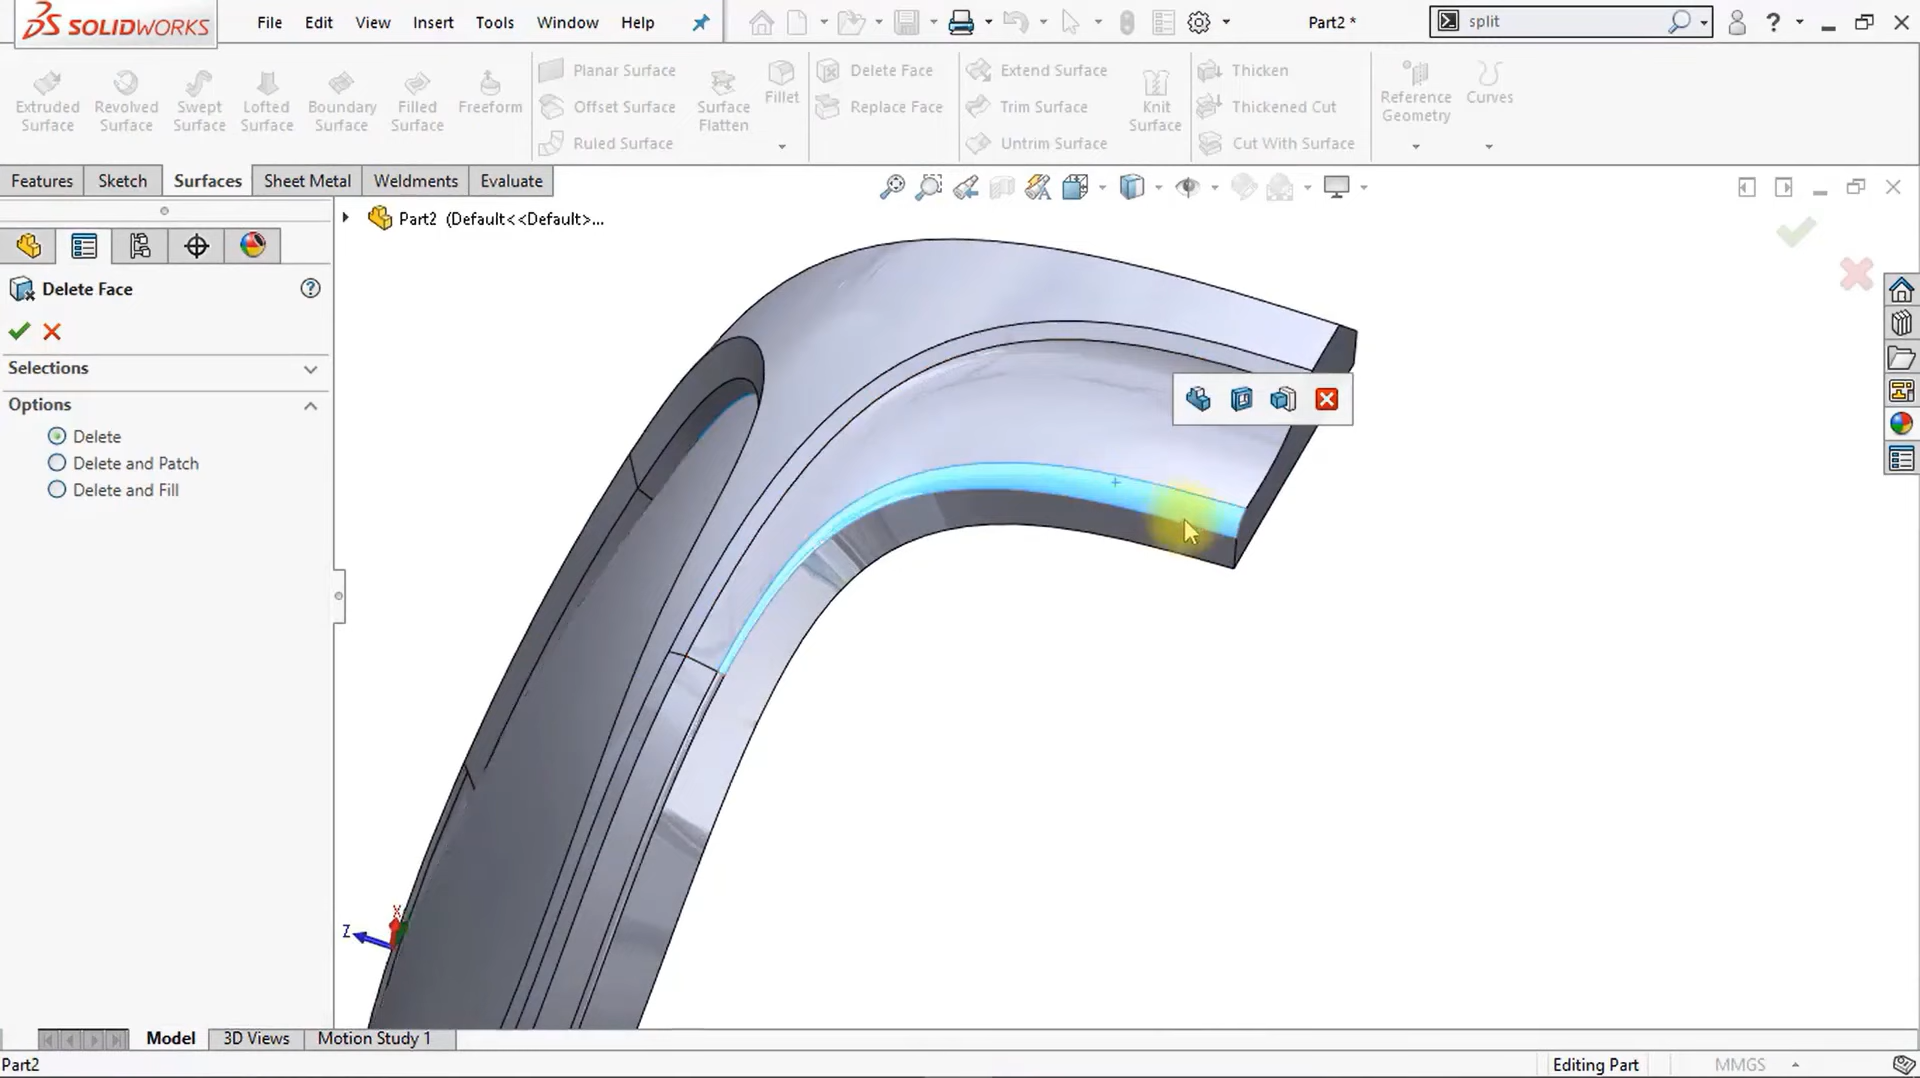 SOLIDWORKS
File Edit View Insert Tools Window Help
Part2 *
split
?
Extruded Surface
Revolved Surface
Swept Surface
Lofted Surface
Boundary Surface
Filled Surface
Freeform
Planar Surface
Offset Surface
Ruled Surface
Surface Flatten
Fillet
Delete Face
Replace Face
Extend Surface
Trim Surface
Untrim Surface
Knit Surface
Thicken
Thickened Cut
Cut With Surface
Reference Geometry
Curves
Features Sketch Surfaces Sheet Metal Weldments Evaluate
Part2 (Default<<Default>...
Delete Face
?
Selections
Options
Delete
Delete and Patch
Delete and Fill
X
Z
Model 3D Views Motion Study 1
Part2
Editing Part
MMGS